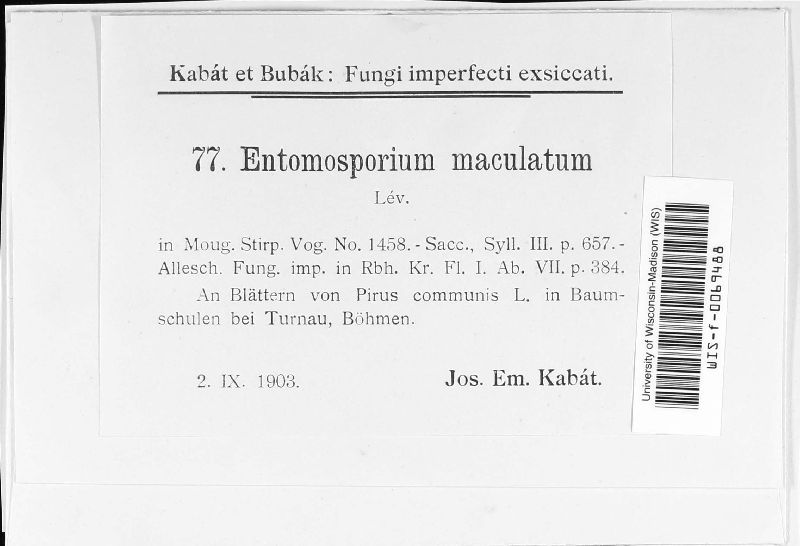 Kabát et Bubák: Fungi imperfecti exsiccati.
77. Entomosporium maculatum
Lév.
in Moug. Stirp. Vog. No. 1458. - Sacc., Syll. III. p. 657. -
Allesch. Fung. imp. in Rbh. Kr. Fl. I. Ab. VII. p. 384.
An Blättern von Pirus communis L. in Baum-
schulen bei Turnau, Böhmen.
2. IX. 1903.
Jos. Em. Kabát.
University of Wisconsin-Madison (WIS)
WIS-f-0069488